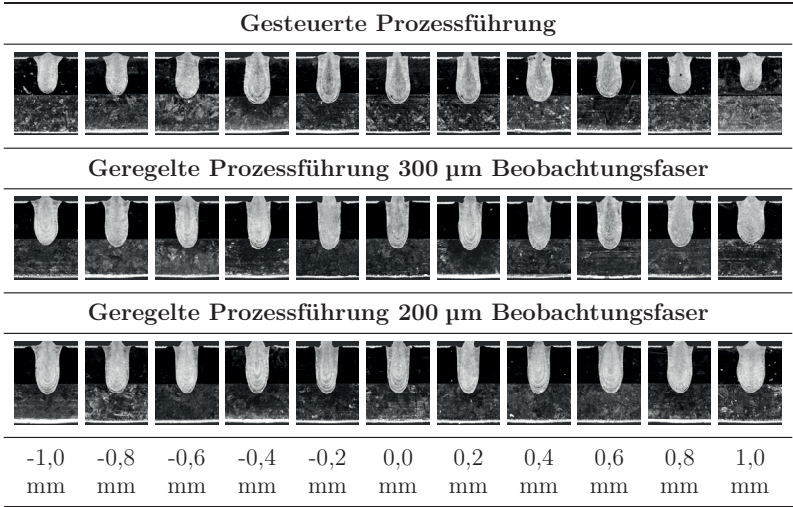 Gesteuerte Prozessführung
Geregelte Prozessführung 300 µm Beobachtungsfaser
Geregelte Prozessführung 200 µm Beobachtungsfaser
-1,0 -0,8 -0,6 -0,4 -0,2 0,0 0,2 0,4 0,6 0,8 1,0
mm mm mm mm mm mm mm mm mm mm mm